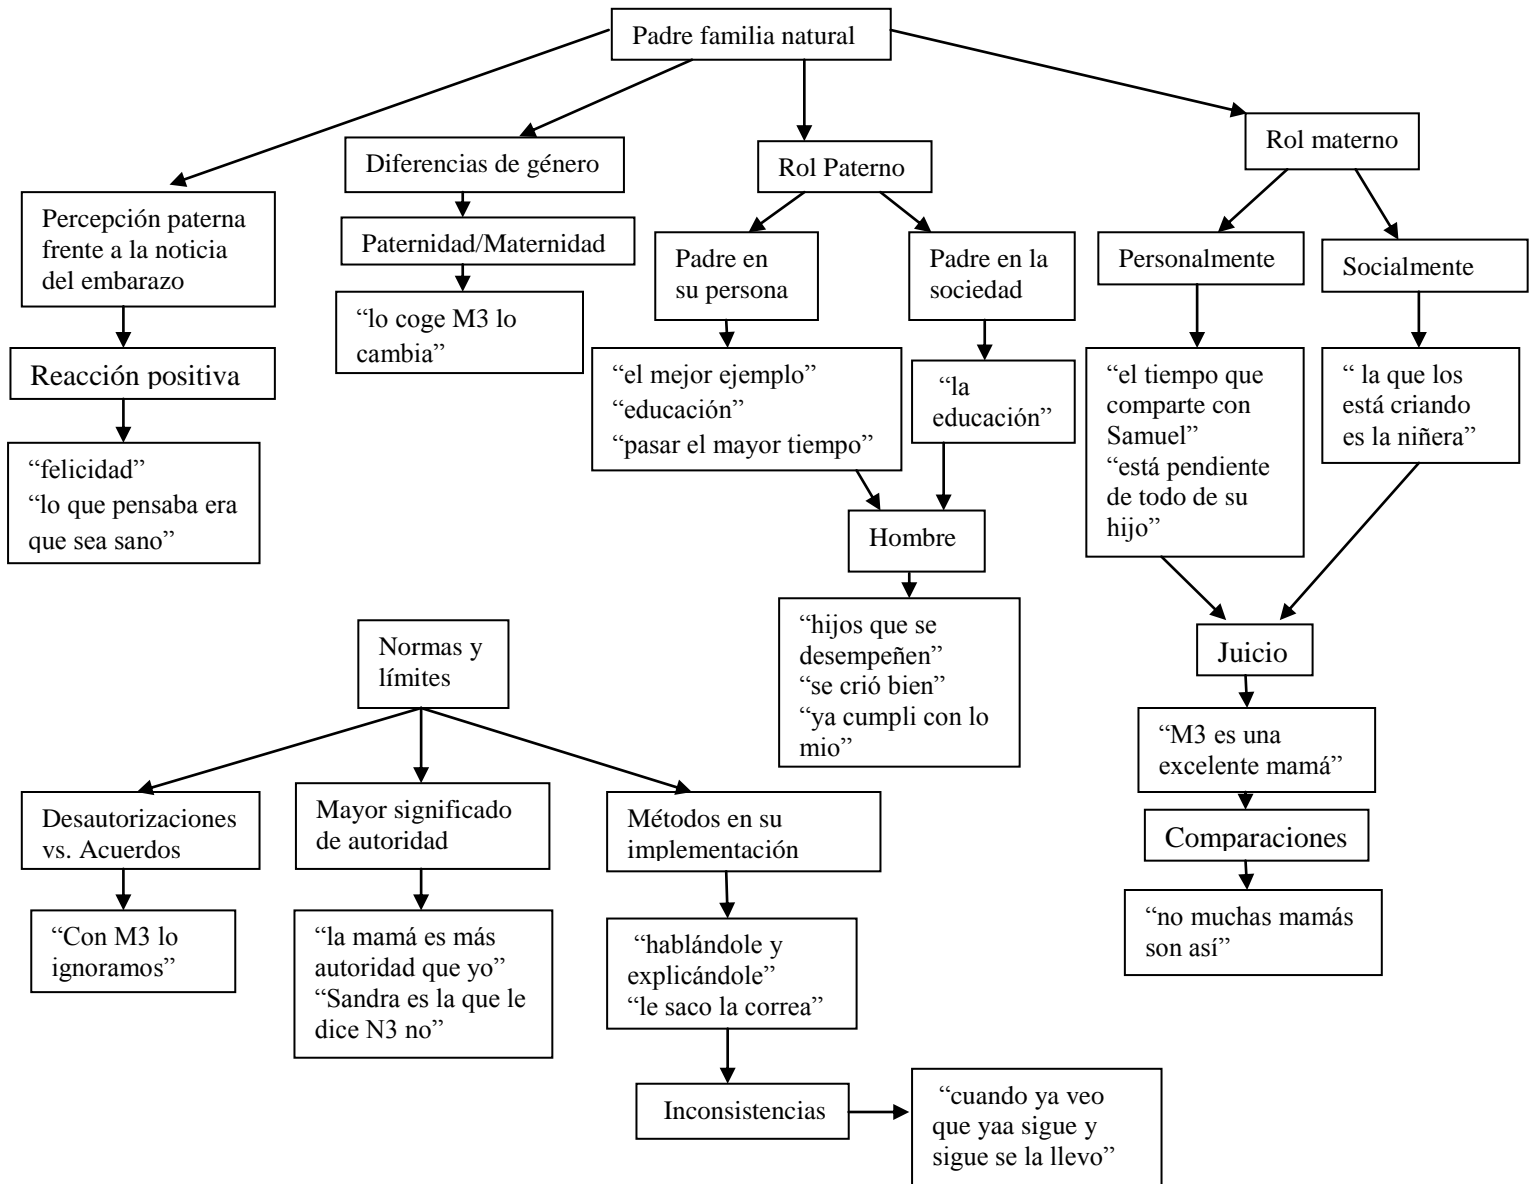 Padre familia natural
Percepción paterna
frente a la noticia
del embarazo
Reacción positiva
“felicidad”
“lo que pensaba era
que sea sano”
Diferencias de género
Paternidad/Maternidad
“lo coge M3 lo
cambia”
Rol Paterno
Padre en
su persona
“el mejor ejemplo”
“educación”
“pasar el mayor tiempo”
Padre en la
sociedad
“la
educación”
Hombre
“hijos que se
desempeñen”
“se crió bien”
“ya cumpli con lo
mio”
Rol materno
Personalmente
“el tiempo que
comparte con
Samuel”
“está pendiente
de todo de su
hijo”
Socialmente
“ la que los
está criando
es la niñera”
Juicio
“M3 es una
excelente mamá”
Comparaciones
“no muchas mamás
son así”
Normas y
límites
Desautorizaciones
vs. Acuerdos
“Con M3 lo
ignoramos”
Mayor significado
de autoridad
“la mamá es más
autoridad que yo”
“Sandra es la que le
dice N3 no”
Métodos en su
implementación
“hablándole y
explicándole”
“le saco la correa”
Inconsistencias
“cuando ya veo
que yaa sigue y
sigue se la llevo”